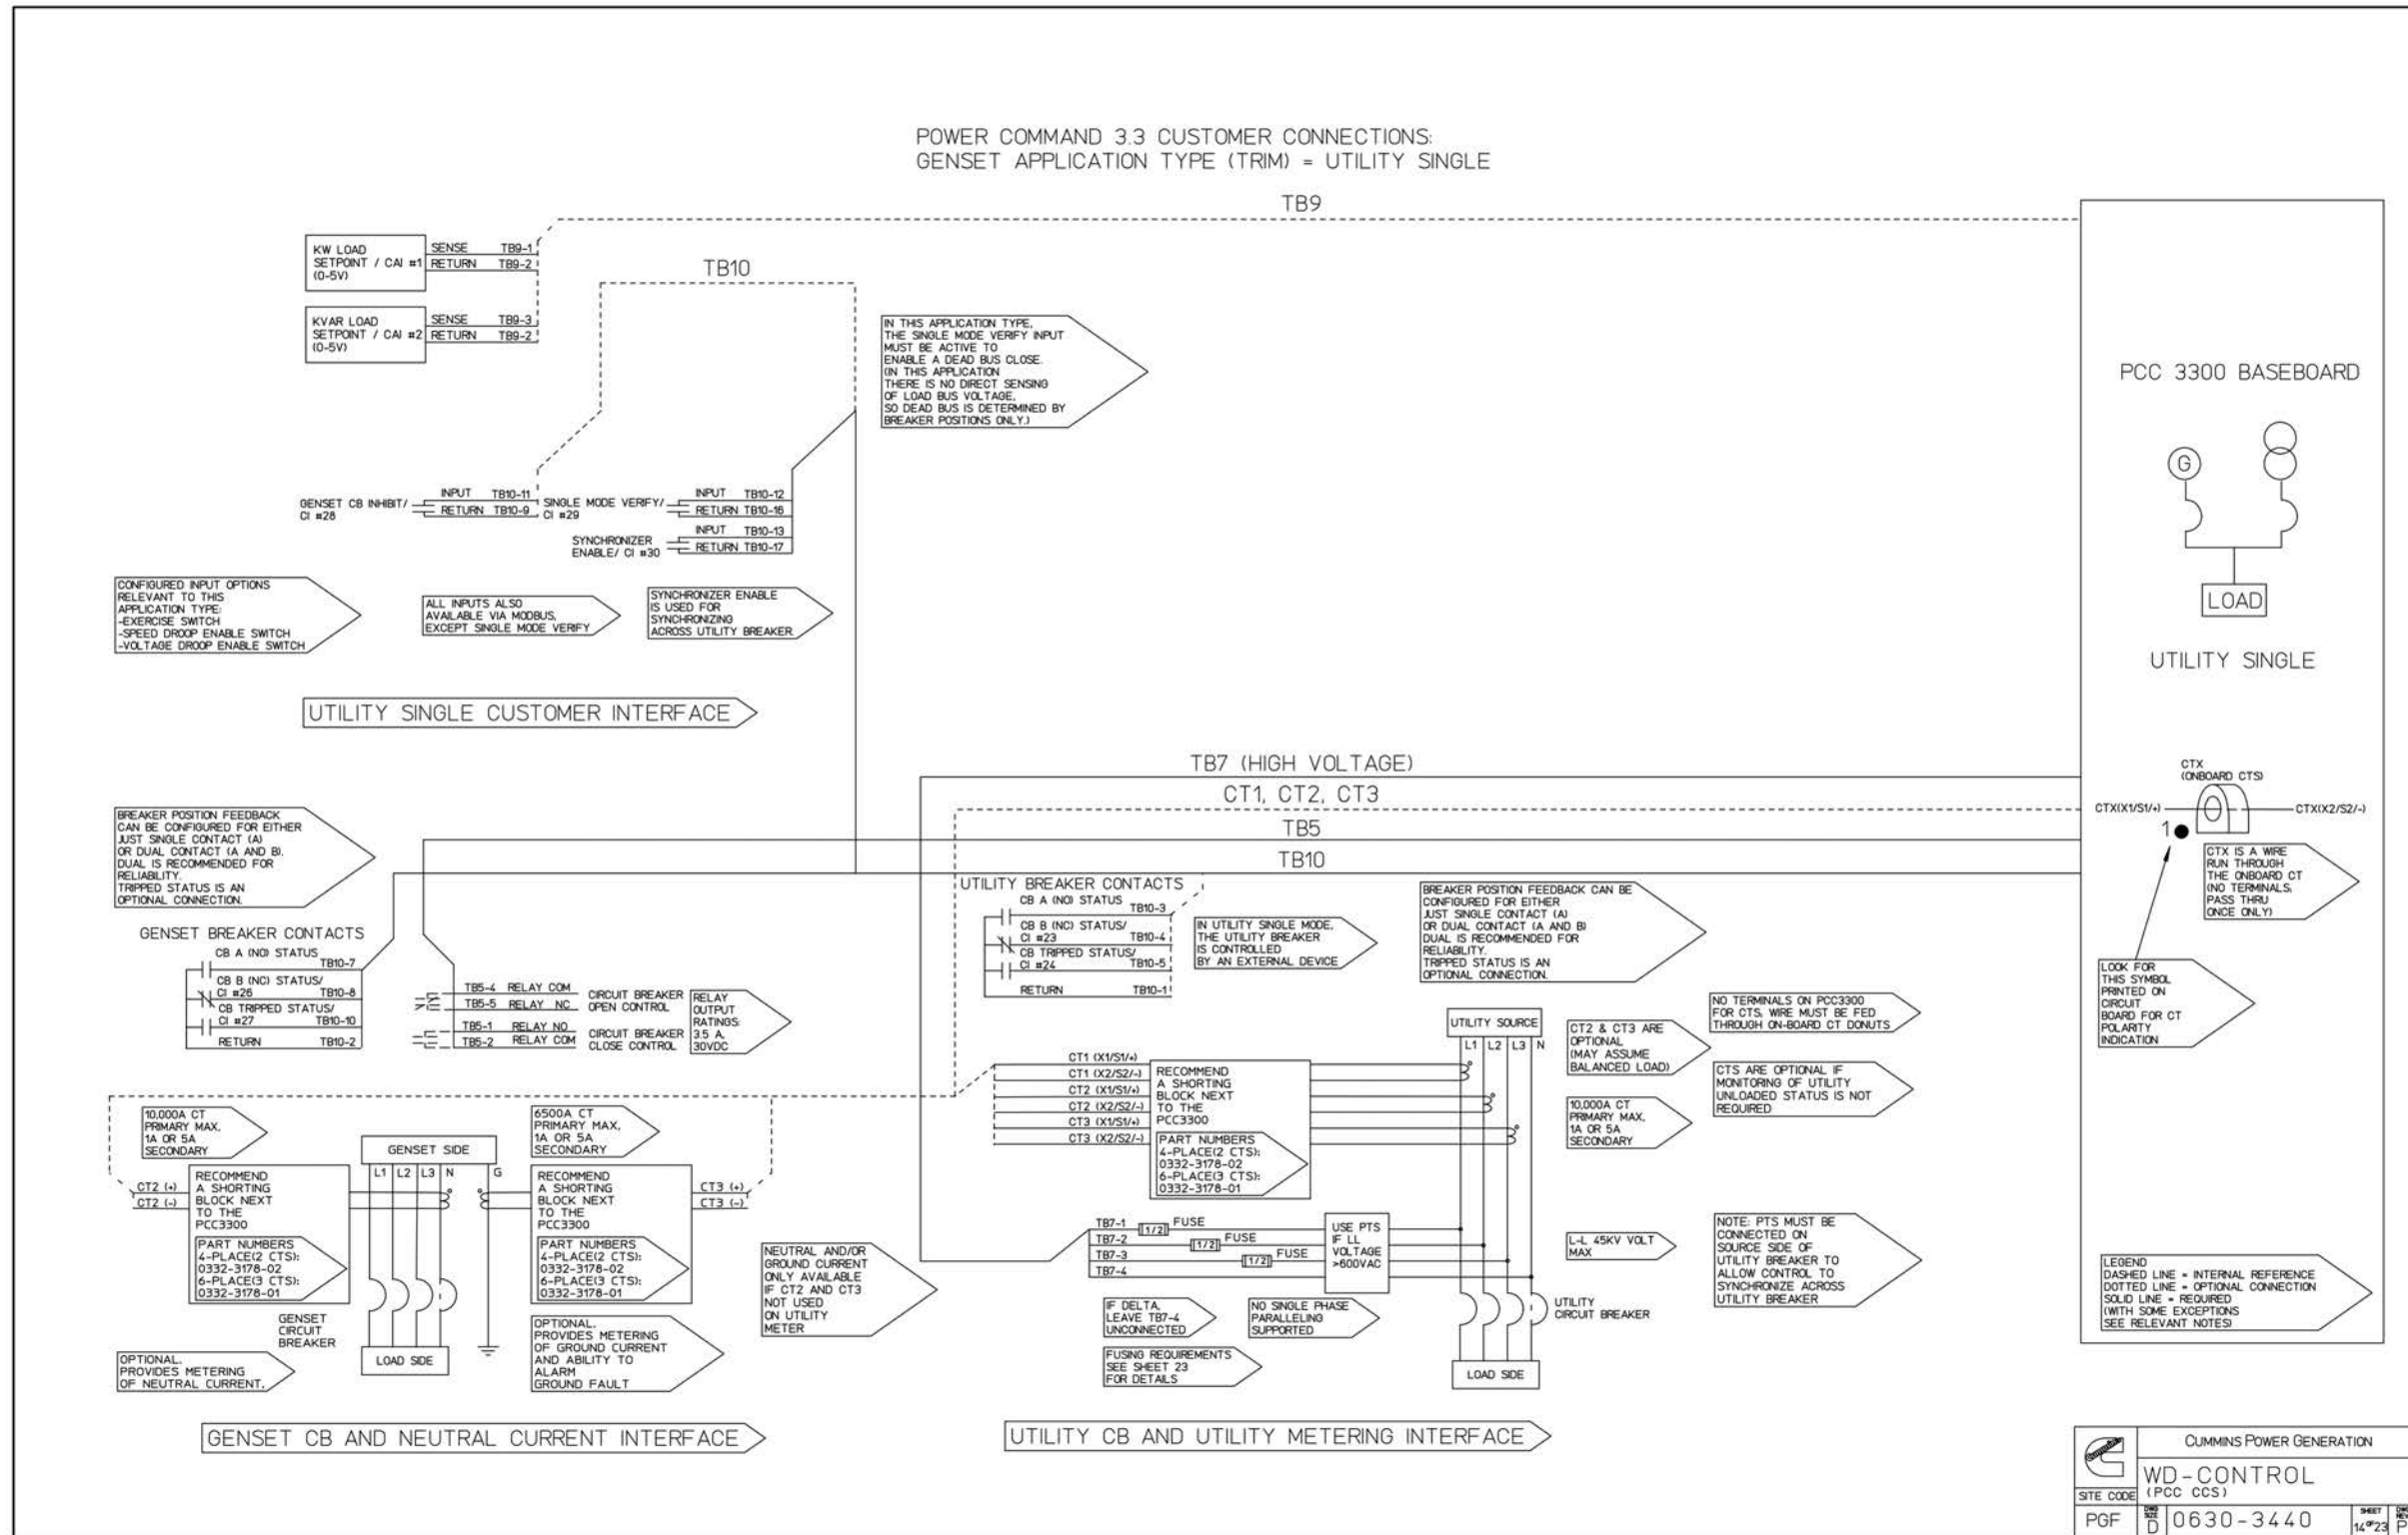 POWER COMMAND 3.3 CUSTOMER CONNECTIONS:
GENSET APPLICATION TYPE (TRIM) = UTILITY SINGLE
TB9
KW LOAD
SETPOINT / CAI #1
(0-5V)
SENSE TB9-1
RETURN TB9-2
KVAR LOAD
SETPOINT / CAI #2
(0-5V)
SENSE TB9-3
RETURN TB9-2
TB10
IN THIS APPLICATION TYPE,
THE SINGLE MODE VERIFY INPUT
MUST BE ACTIVE TO
ENABLE A DEAD BUS CLOSE.
(IN THIS APPLICATION
THERE IS NO DIRECT SENSING
OF LOAD BUS VOLTAGE,
SO DEAD BUS IS DETERMINED BY
BREAKER POSITIONS ONLY.)
GENSET CB INHIBIT/
CI #28
INPUT TB10-11
RETURN TB10-9
SINGLE MODE VERIFY/
CI #29
INPUT TB10-12
RETURN TB10-16
SYNCHRONIZER
ENABLE/ CI #30
INPUT TB10-13
RETURN TB10-17
CONFIGURED INPUT OPTIONS
RELEVANT TO THIS
APPLICATION TYPE:
-EXERCISE SWITCH
-SPEED DROOP ENABLE SWITCH
-VOLTAGE DROOP ENABLE SWITCH
ALL INPUTS ALSO
AVAILABLE VIA MODBUS,
EXCEPT SINGLE MODE VERIFY
SYNCHRONIZER ENABLE
IS USED FOR
SYNCHRONIZING
ACROSS UTILITY BREAKER.
UTILITY SINGLE CUSTOMER INTERFACE
PCC 3300 BASEBOARD
G
LOAD
UTILITY SINGLE
TB7 (HIGH VOLTAGE)
CT1, CT2, CT3
TB5
TB10
CTX
(ONBOARD CTS)
CTX(X1/S1/+)
CTX(X2/S2/-)
1
CTX IS A WIRE
RUN THROUGH
THE ONBOARD CT
(NO TERMINALS,
PASS THRU
ONCE ONLY)
LOOK FOR
THIS SYMBOL
PRINTED ON
CIRCUIT
BOARD FOR CT
POLARITY
INDICATION
LEGEND
DASHED LINE = INTERNAL REFERENCE
DOTTED LINE = OPTIONAL CONNECTION
SOLID LINE = REQUIRED
(WITH SOME EXCEPTIONS
SEE RELEVANT NOTES)
BREAKER POSITION FEEDBACK
CAN BE CONFIGURED FOR EITHER
JUST SINGLE CONTACT (A)
OR DUAL CONTACT (A AND B).
DUAL IS RECOMMENDED FOR
RELIABILITY.
TRIPPED STATUS IS AN
OPTIONAL CONNECTION.
GENSET BREAKER CONTACTS
CB A (NO) STATUS
TB10-7
CB B (NC) STATUS/
CI #26 TB10-8
CB TRIPPED STATUS/
CI #27 TB10-10
RETURN TB10-2
TB5-4 RELAY COM
TB5-5 RELAY NC
CIRCUIT BREAKER
OPEN CONTROL
TB5-1 RELAY NO
TB5-2 RELAY COM
CIRCUIT BREAKER
CLOSE CONTROL
RELAY
OUTPUT
RATINGS:
3.5 A,
30VDC
UTILITY BREAKER CONTACTS
CB A (NO) STATUS
TB10-3
CB B (NC) STATUS/
CI #23 TB10-4
CB TRIPPED STATUS/
CI #24 TB10-5
RETURN TB10-1
IN UTILITY SINGLE MODE,
THE UTILITY BREAKER
IS CONTROLLED
BY AN EXTERNAL DEVICE
BREAKER POSITION FEEDBACK CAN BE
CONFIGURED FOR EITHER
JUST SINGLE CONTACT (A)
OR DUAL CONTACT (A AND B)
DUAL IS RECOMMENDED FOR
RELIABILITY.
TRIPPED STATUS IS AN
OPTIONAL CONNECTION.
UTILITY SOURCE
L1 L2 L3 N
CT2 & CT3 ARE
OPTIONAL
(MAY ASSUME
BALANCED LOAD)
NO TERMINALS ON PCC3300
FOR CTS, WIRE MUST BE FED
THROUGH ON-BOARD CT DONUTS
CTS ARE OPTIONAL IF
MONITORING OF UTILITY
UNLOADED STATUS IS NOT
REQUIRED
10,000A CT
PRIMARY MAX,
1A OR 5A
SECONDARY
CT1 (X1/S1/+)
CT1 (X2/S2/-)
CT2 (X1/S1/+)
CT2 (X2/S2/-)
CT3 (X1/S1/+)
CT3 (X2/S2/-)
RECOMMEND
A SHORTING
BLOCK NEXT
TO THE
PCC3300
PART NUMBERS
4-PLACE(2 CTS):
0332-3178-02
6-PLACE(3 CTS):
0332-3178-01
TB7-1 [1/2] FUSE
TB7-2 [1/2] FUSE
TB7-3 [1/2] FUSE
TB7-4
USE PTS
IF LL
VOLTAGE
>600VAC
L-L 45KV VOLT
MAX
NOTE: PTS MUST BE
CONNECTED ON
SOURCE SIDE OF
UTILITY BREAKER TO
ALLOW CONTROL TO
SYNCHRONIZE ACROSS
UTILITY BREAKER
IF DELTA,
LEAVE TB7-4
UNCONNECTED
NO SINGLE PHASE
PARALLELING
SUPPORTED
UTILITY
CIRCUIT BREAKER
FUSING REQUIREMENTS
SEE SHEET 23
FOR DETAILS
LOAD SIDE
UTILITY CB AND UTILITY METERING INTERFACE
10,000A CT
PRIMARY MAX,
1A OR 5A
SECONDARY
GENSET SIDE
L1 L2 L3 N G
6500A CT
PRIMARY MAX,
1A OR 5A
SECONDARY
CT2 (+)
CT2 (-)
RECOMMEND
A SHORTING
BLOCK NEXT
TO THE
PCC3300
PART NUMBERS
4-PLACE(2 CTS):
0332-3178-02
6-PLACE(3 CTS):
0332-3178-01
RECOMMEND
A SHORTING
BLOCK NEXT
TO THE
PCC3300
PART NUMBERS
4-PLACE(2 CTS):
0332-3178-02
6-PLACE(3 CTS):
0332-3178-01
CT3 (+)
CT3 (-)
NEUTRAL AND/OR
GROUND CURRENT
ONLY AVAILABLE
IF CT2 AND CT3
NOT USED
ON UTILITY
METER
GENSET
CIRCUIT
BREAKER
LOAD SIDE
OPTIONAL.
PROVIDES METERING
OF NEUTRAL CURRENT.
OPTIONAL.
PROVIDES METERING
OF GROUND CURRENT
AND ABILITY TO
ALARM
GROUND FAULT
GENSET CB AND NEUTRAL CURRENT INTERFACE
CUMMINS POWER GENERATION
WD-CONTROL
(PCC CCS)
SITE CODE
PGF
DWG SIZE
D
0630-3440
SHEET
14 OF 23